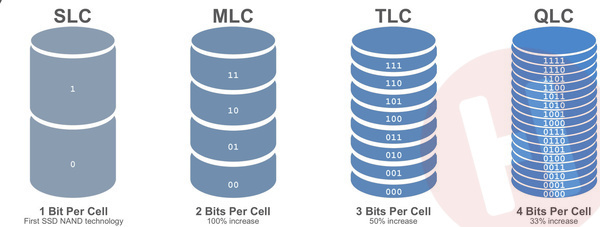 SLC
1
0
1 Bit Per Cell
First SSD NAND technology
MLC
11
10
01
00
2 Bits Per Cell
100% increase
TLC
111
110
101
100
011
010
001
000
3 Bits Per Cell
50% increase
QLC
1111
1110
1101
1100
1011
1010
1001
1000
0111
0110
0101
0100
0011
0010
0001
0000
4 Bits Per Cell
33% increase